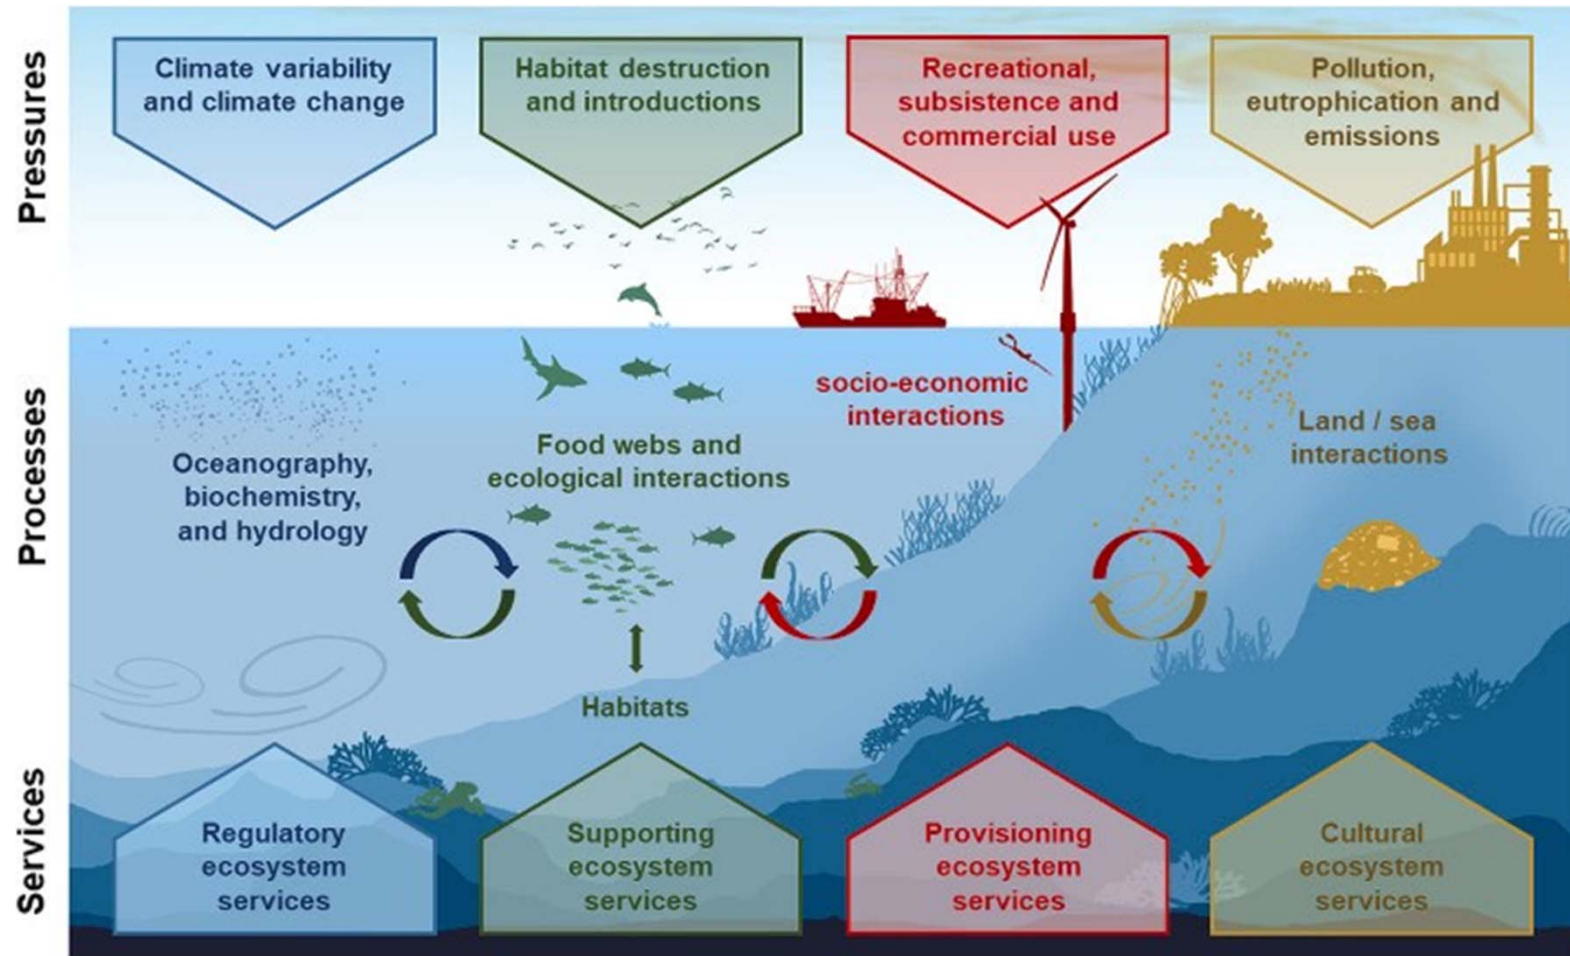 Pressures
Climate variability
and climate change
Habitat destruction
and introductions
Recreational,
subsistence and
commercial use
Pollution,
eutrophication and
emissions
Processes
Oceanography,
biochemistry,
and hydrology
Food webs and
ecological interactions
Habitats
socio-economic
interactions
Land / sea
interactions
Services
Regulatory
ecosystem
services
Supporting
ecosystem
services
Provisioning
ecosystem
services
Cultural
ecosystem
services